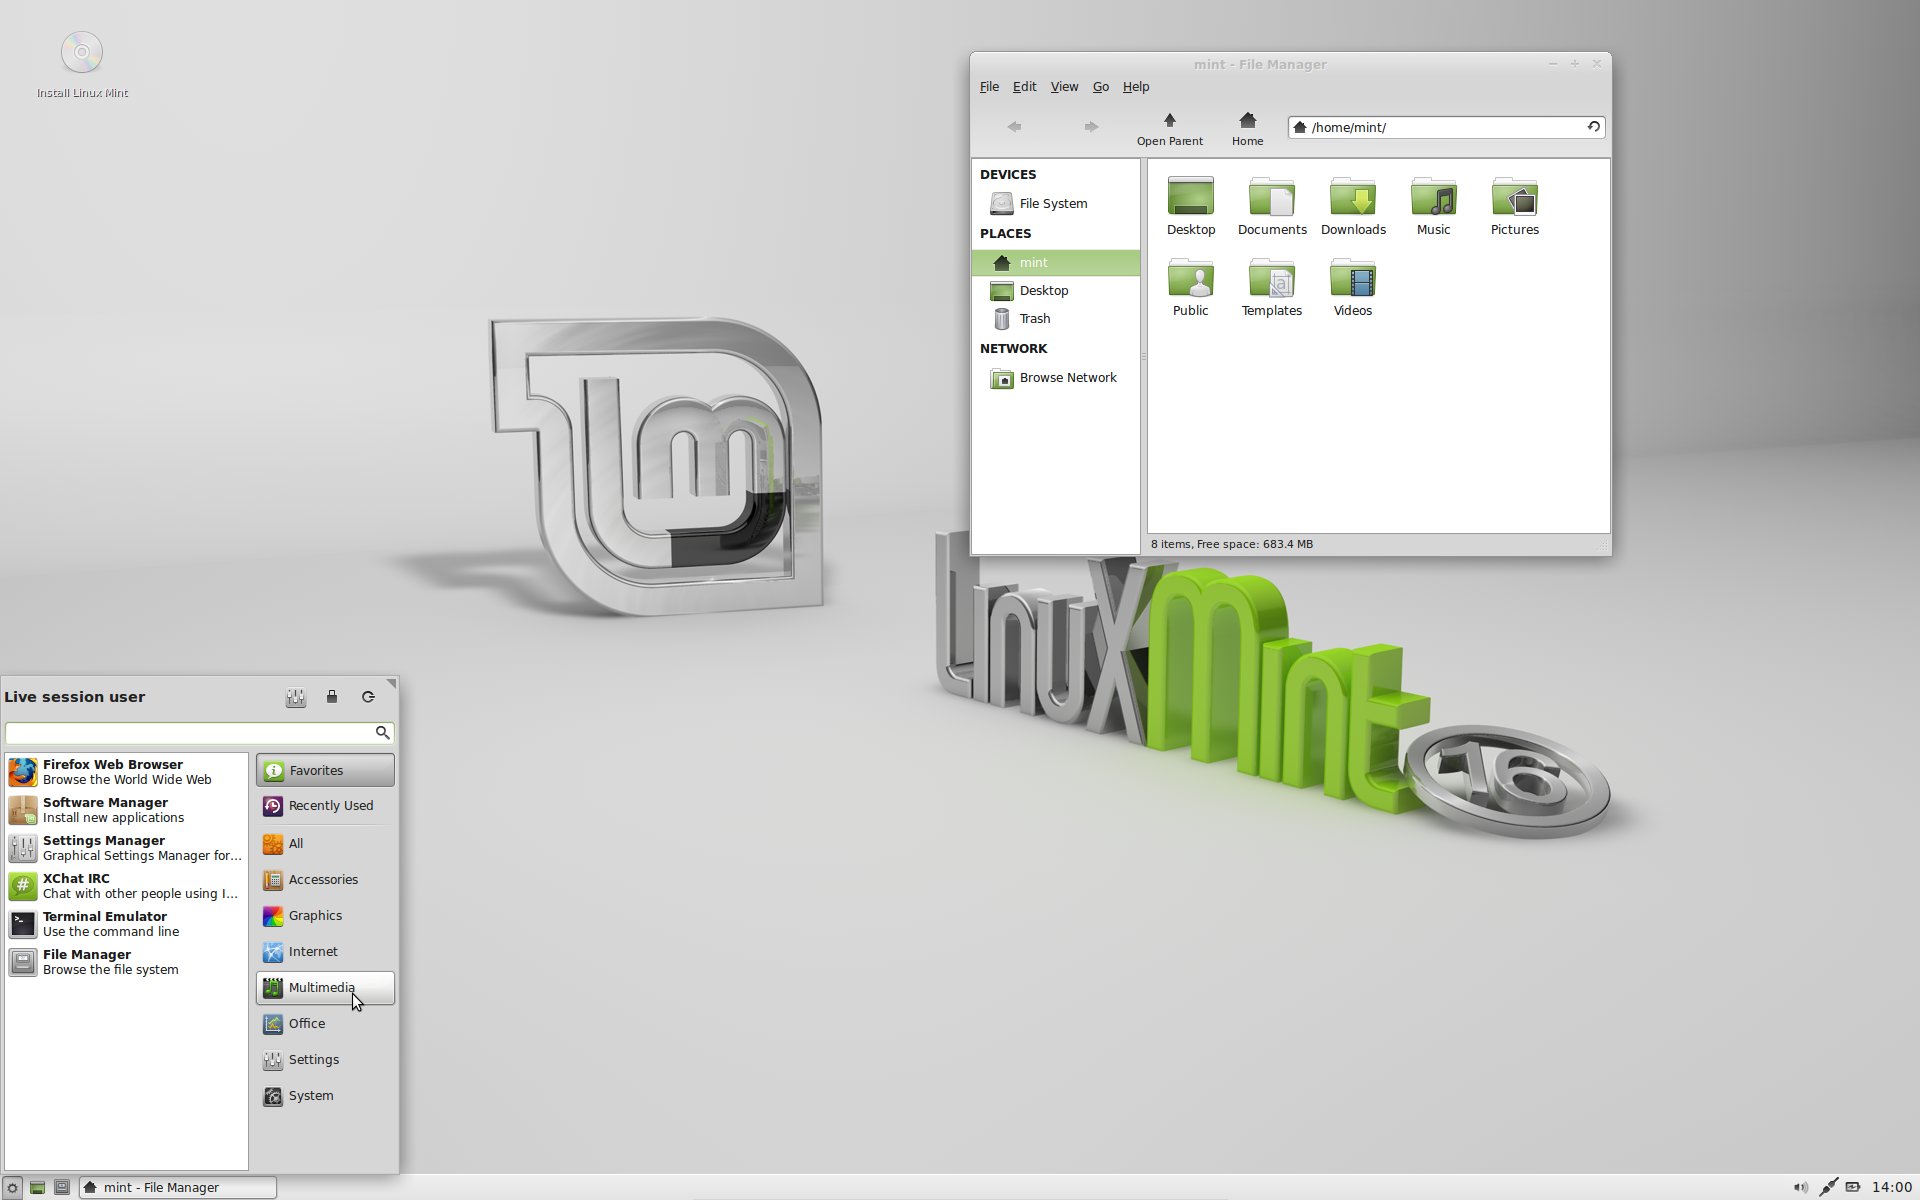 Install Linux Mint
mint - File Manager
File Edit View Go Help
Open Parent Home /home/mint/
DEVICES
File System
PLACES
mint
Desktop
Trash
NETWORK
Browse Network
Desktop Documents Downloads Music Pictures
Public Templates Videos
8 items, Free space: 683.4 MB
Linux Mint 16
Live session user
Firefox Web Browser
Browse the World Wide Web
Software Manager
Install new applications
Settings Manager
Graphical Settings Manager for...
XChat IRC
Chat with other people using I...
Terminal Emulator
Use the command line
File Manager
Browse the file system
Favorites
Recently Used
All
Accessories
Graphics
Internet
Multimedia
Office
Settings
System
mint - File Manager
14:00